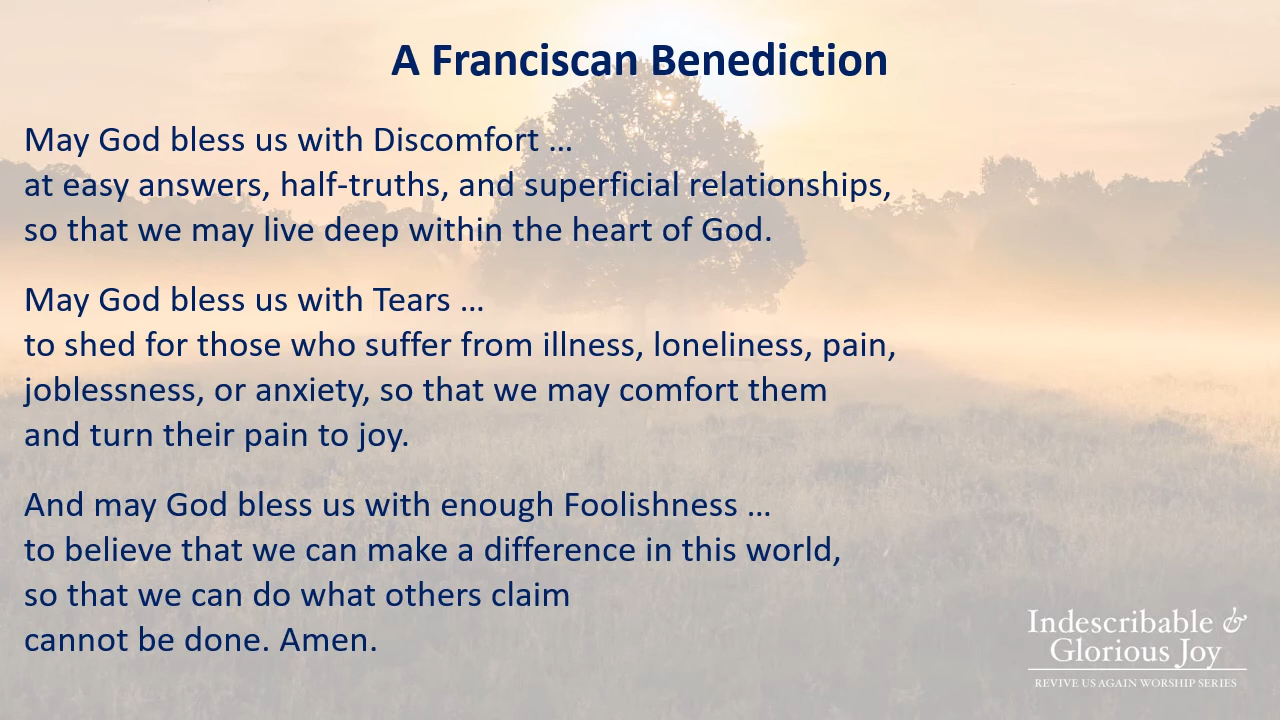 A Franciscan Benediction
May God bless us with Discomfort …
at easy answers, half-truths, and superficial relationships,
so that we may live deep within the heart of God.
May God bless us with Tears …
to shed for those who suffer from illness, loneliness, pain,
joblessness, or anxiety, so that we may comfort them
and turn their pain to joy.
And may God bless us with enough Foolishness …
to believe that we can make a difference in this world,
so that we can do what others claim
cannot be done. Amen.
Indescribable &
Glorious Joy
REVIVE US AGAIN WORSHIP SERIES